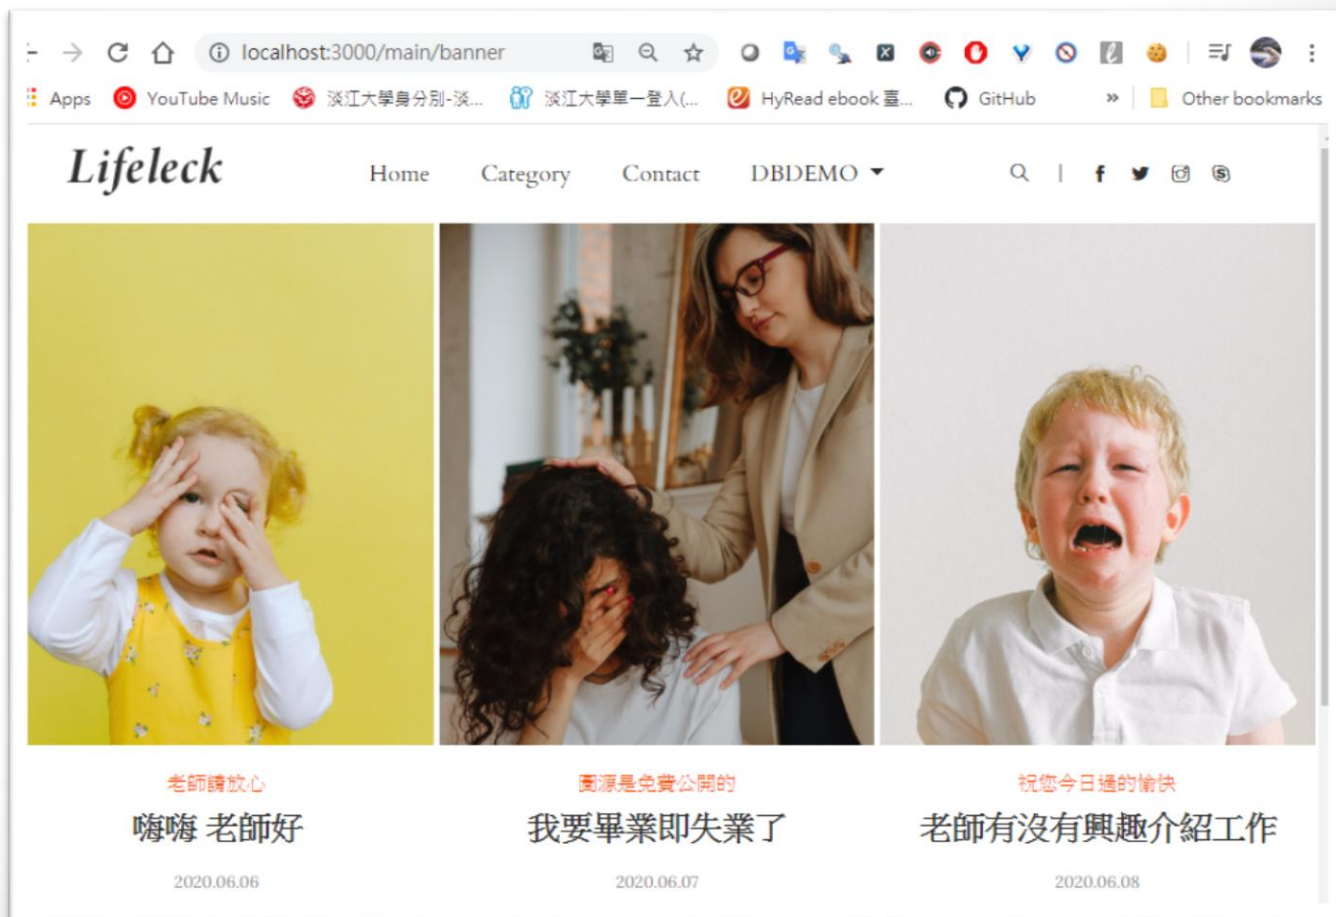 localhost:3000/main/banner
Apps YouTube Music 淡江大學身分別-淡... 淡江大學單一登入(... HyRead ebook 臺... GitHub » Other bookmarks
Lifeleck Home Category Contact DBDEMO
老師請放心 圖源是免費公開的 祝您今日過的愉快
嗨嗨 老師好 我要畢業即失業了 老師有沒有興趣介紹工作
2020.06.06 2020.06.07 2020.06.08